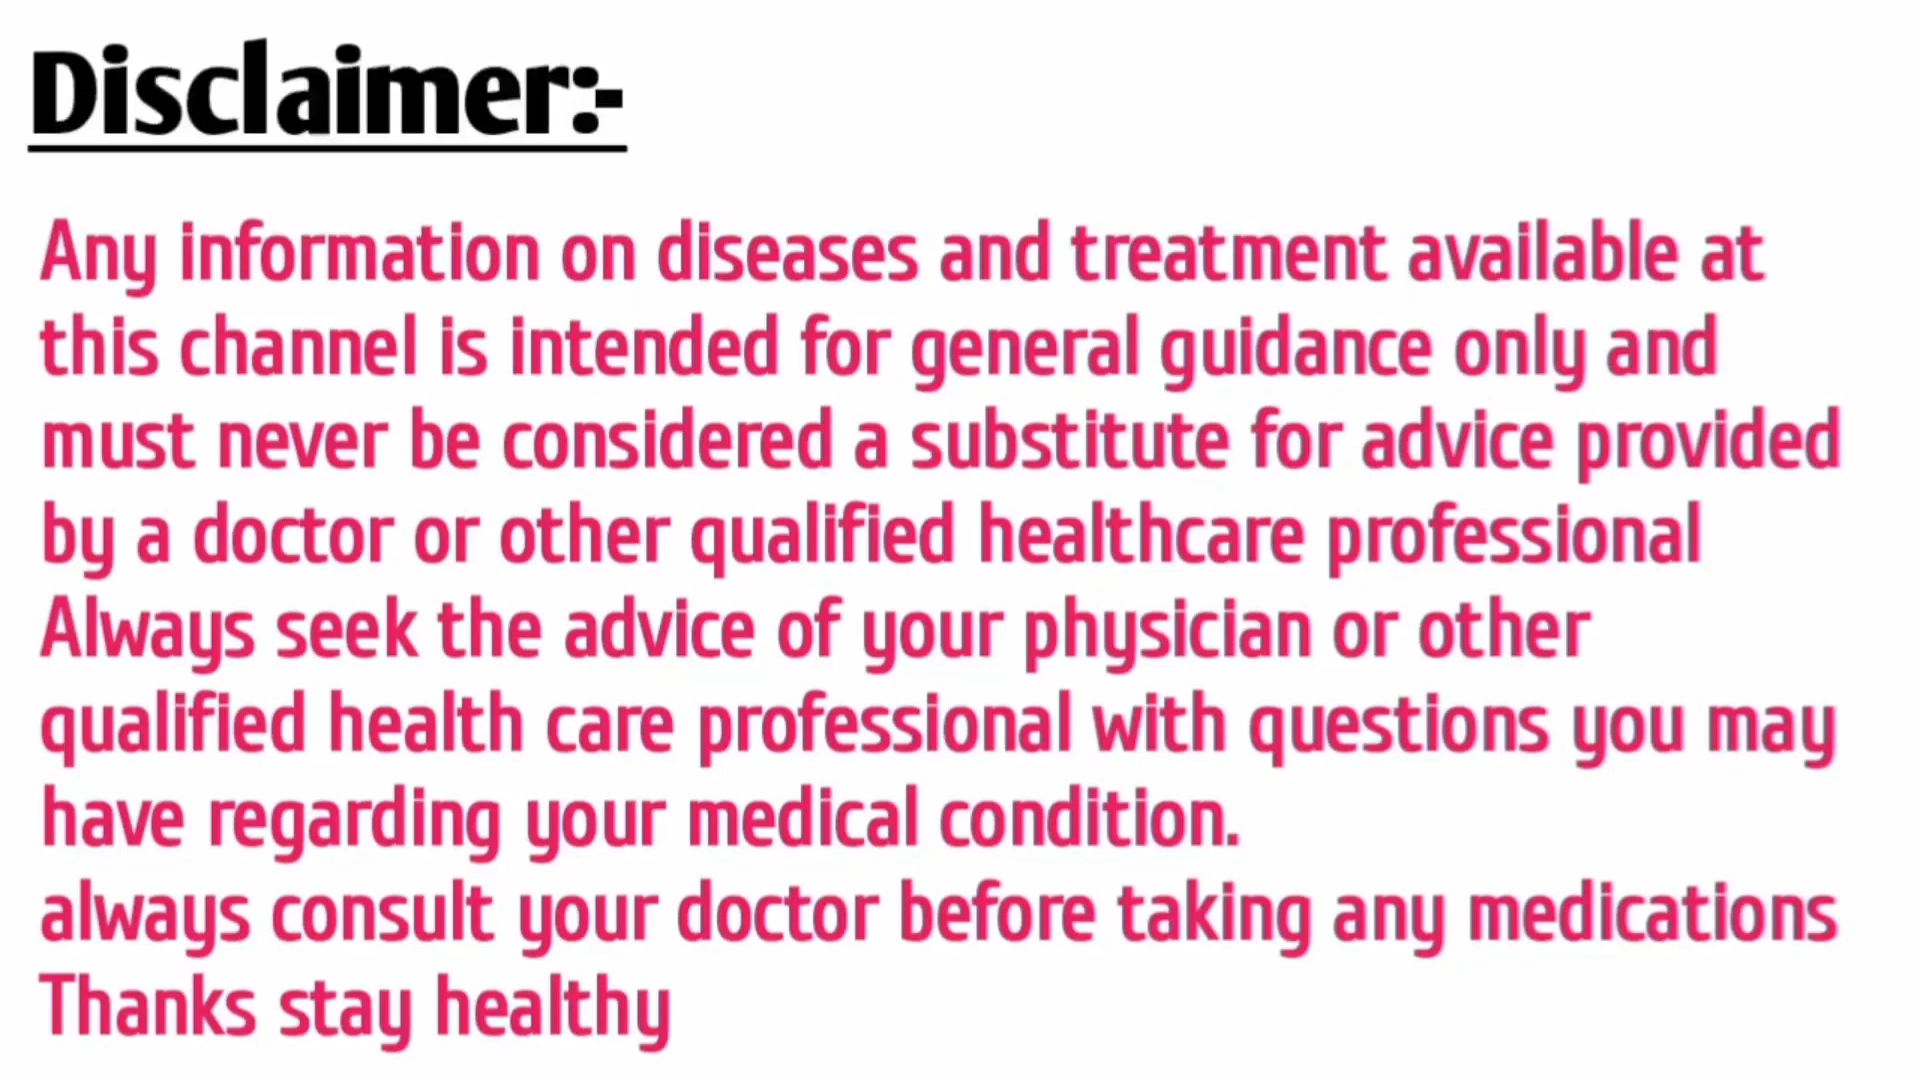 Disclaimer:-
Any information on diseases and treatment available at
this channel is intended for general guidance only and
must never be considered a substitute for advice provided
by a doctor or other qualified healthcare professional
Always seek the advice of your physician or other
qualified health care professional with questions you may
have regarding your medical condition.
always consult your doctor before taking any medications
Thanks stay healthy